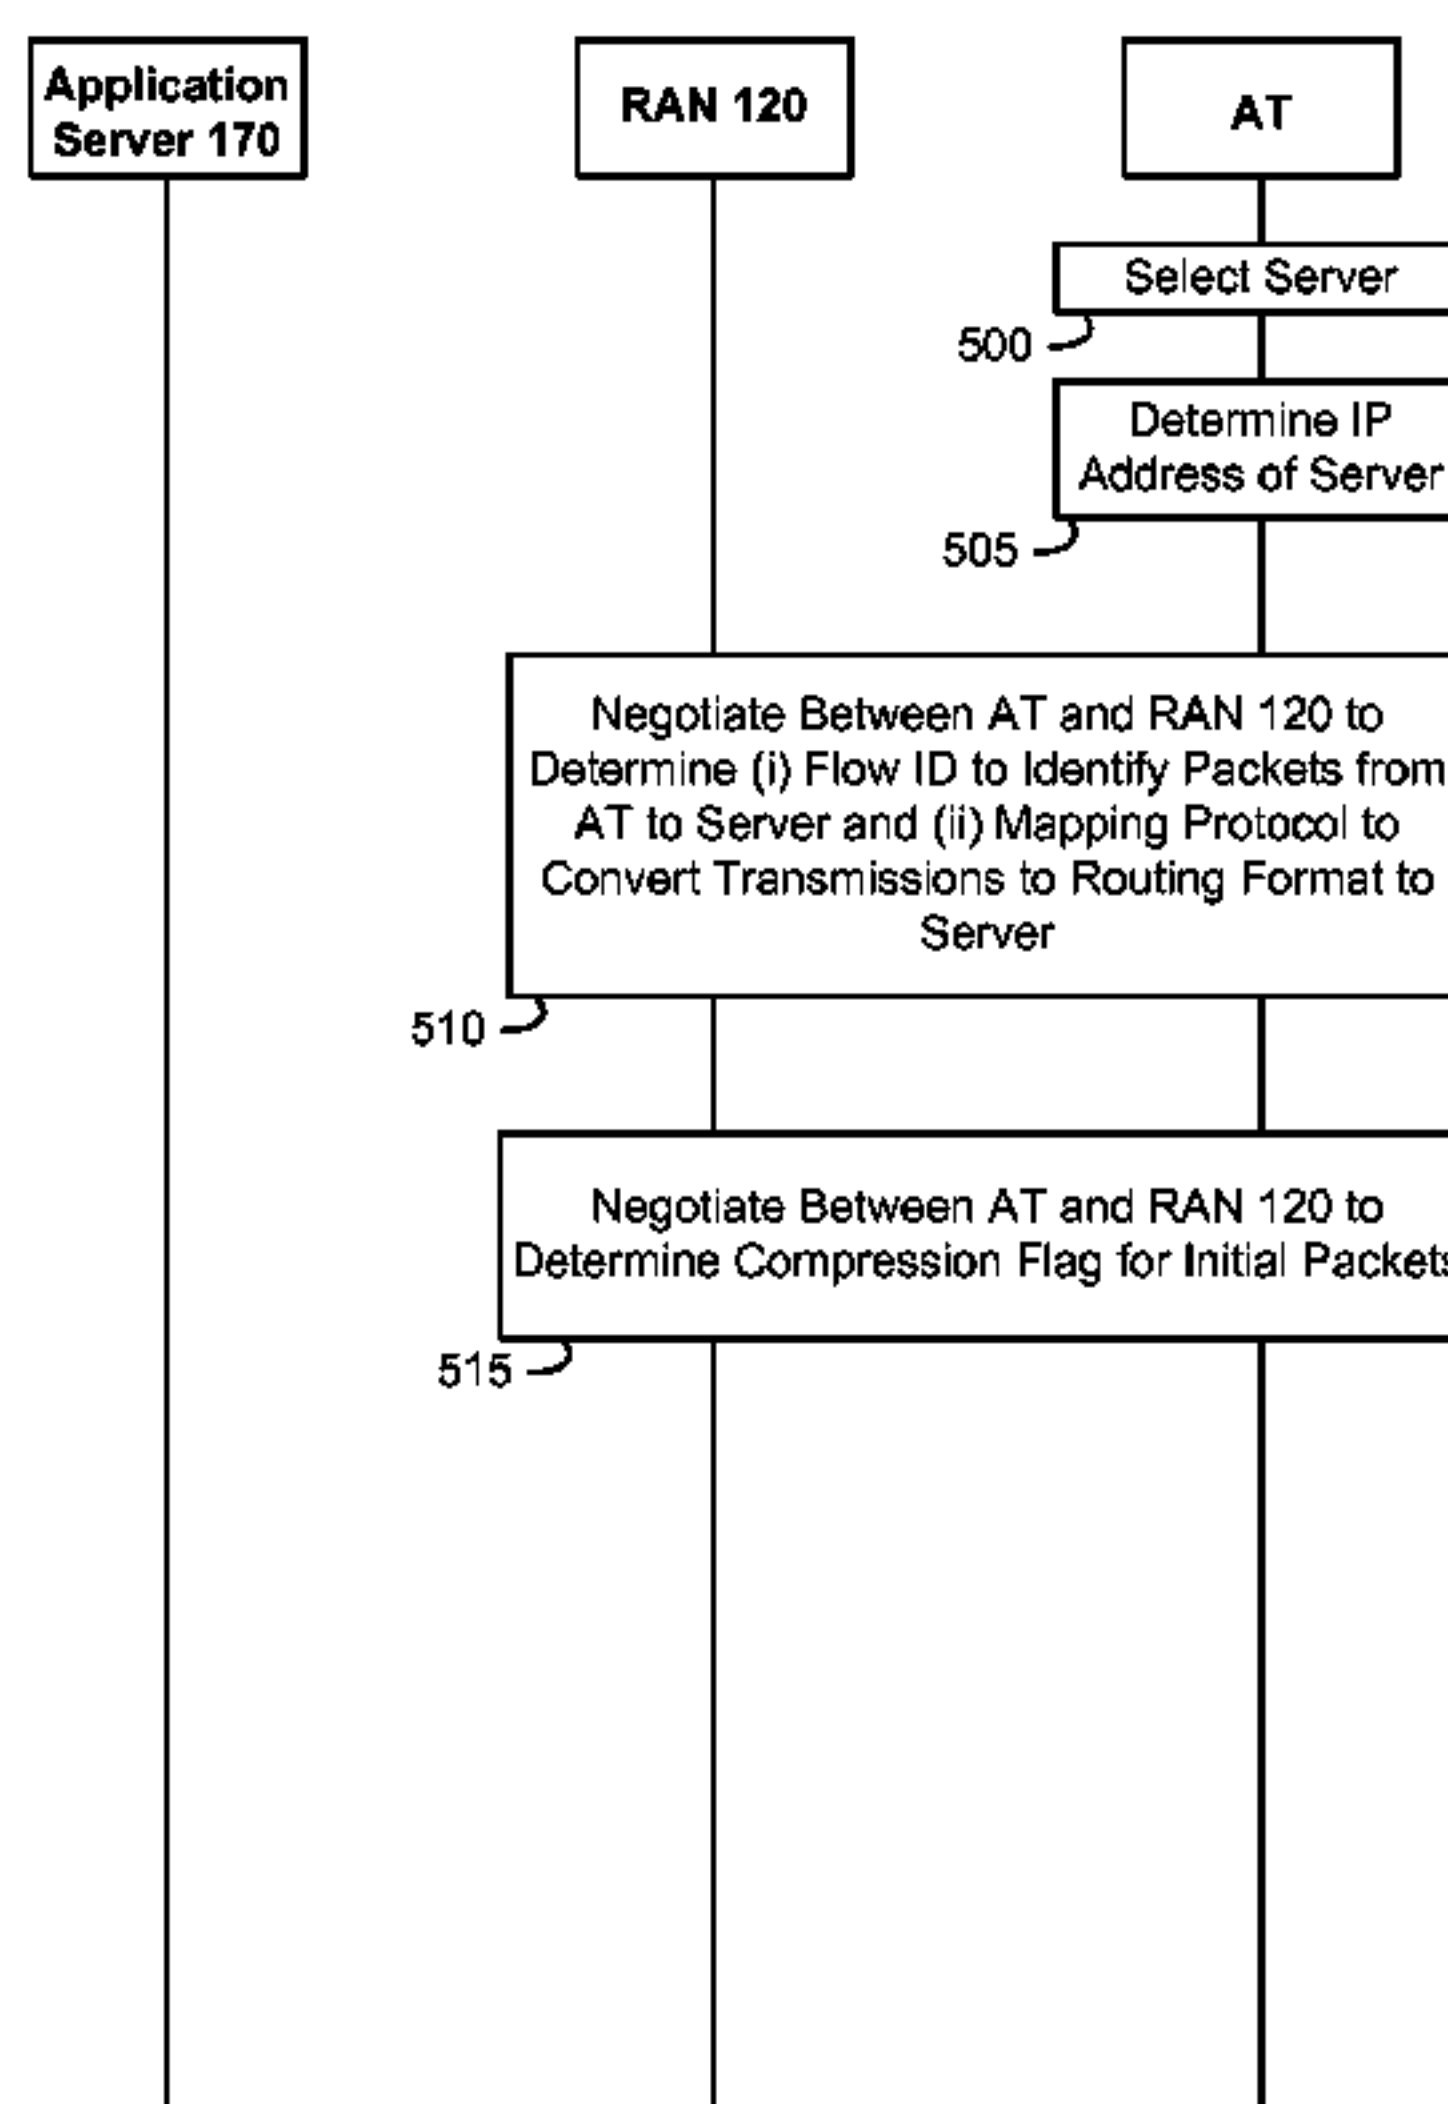 Application
Server 170
RAN 120
AT
Select Server
500
Determine IP
Address of Server
505
Negotiate Between AT and RAN 120 to
Determine (i) Flow ID to Identify Packets from
AT to Server and (ii) Mapping Protocol to
Convert Transmissions to Routing Format to
Server
510
Negotiate Between AT and RAN 120 to
Determine Compression Flag for Initial Packets
515